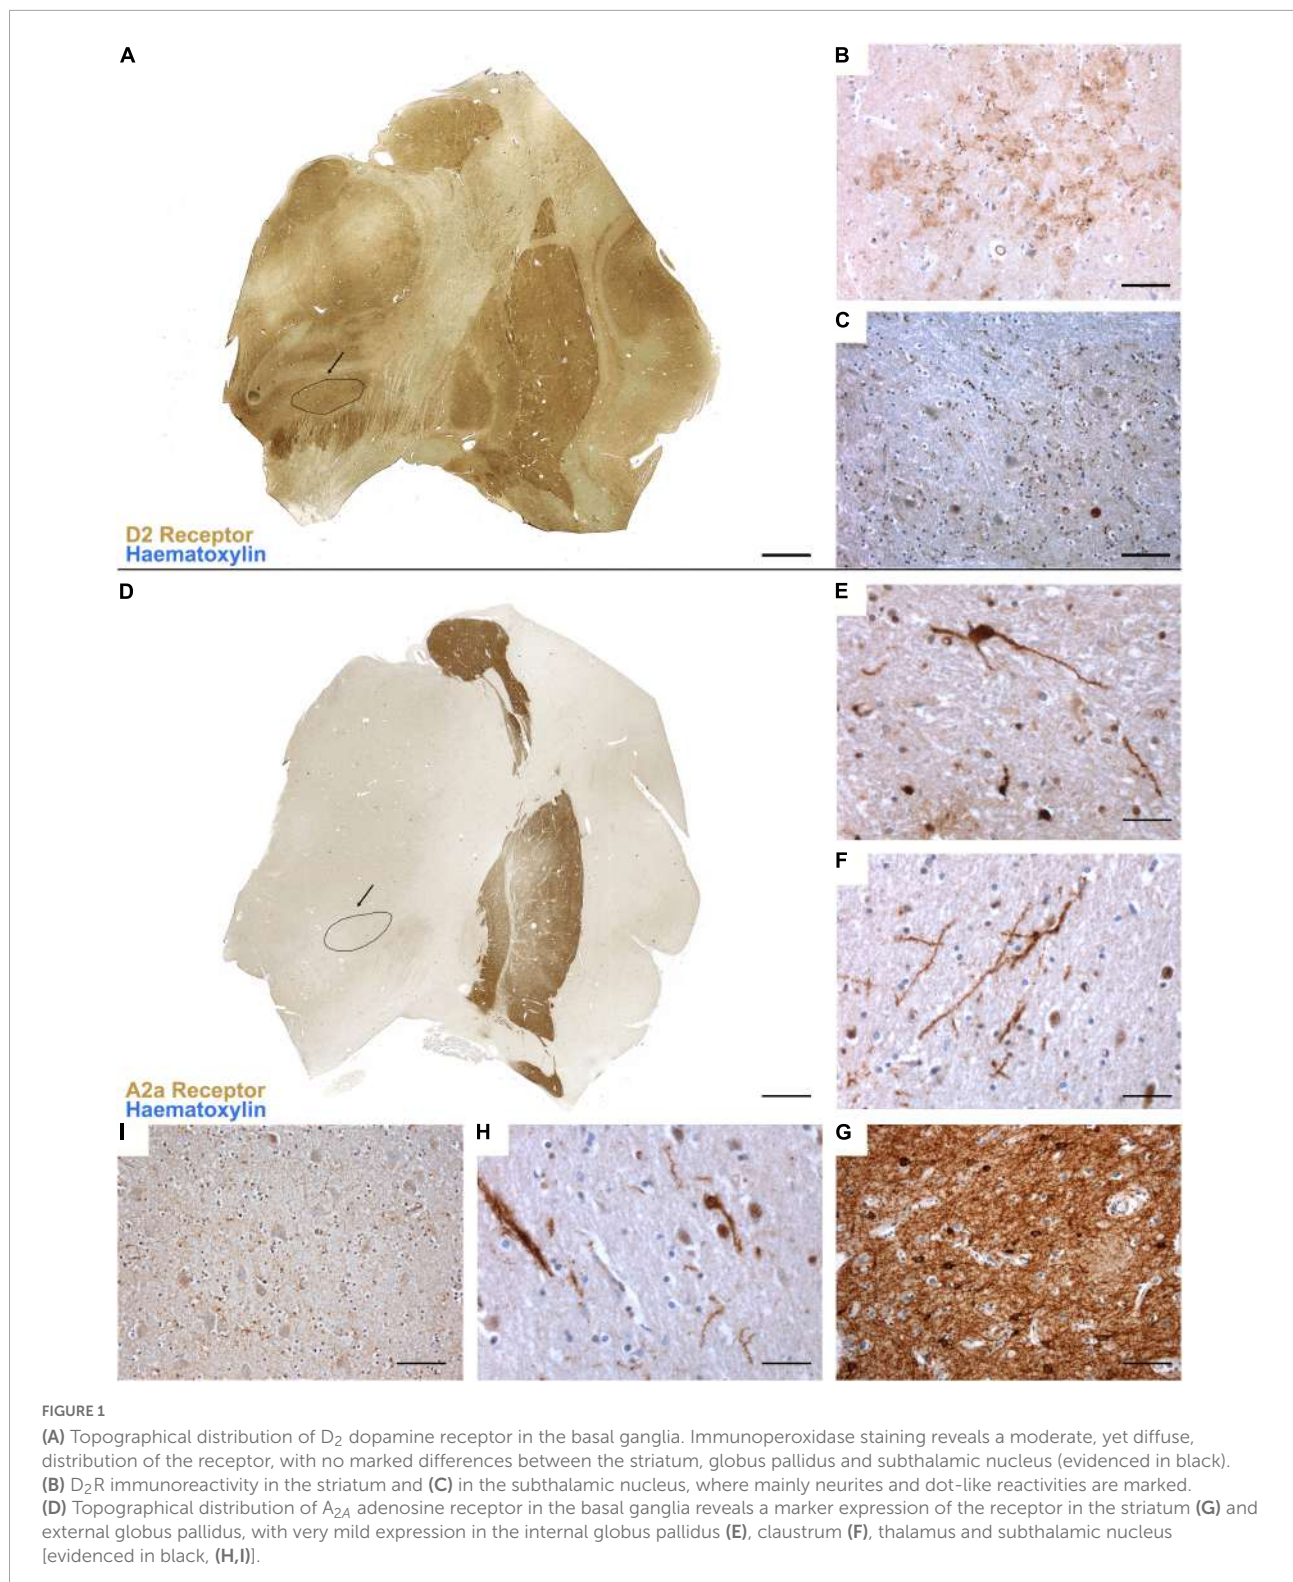 A
B
C
D2 Receptor
Haematoxylin
D
E
F
A2a Receptor
Haematoxylin
I
H
G
FIGURE 1
(A) Topographical distribution of D2 dopamine receptor in the basal ganglia. Immunoperoxidase staining reveals a moderate, yet diffuse,
distribution of the receptor, with no marked differences between the striatum, globus pallidus and subthalamic nucleus (evidenced in black).
(B) D2R immunoreactivity in the striatum and (C) in the subthalamic nucleus, where mainly neurites and dot-like reactivities are marked.
(D) Topographical distribution of A2A adenosine receptor in the basal ganglia reveals a marker expression of the receptor in the striatum (G) and
external globus pallidus, with very mild expression in the internal globus pallidus (E), claustrum (F), thalamus and subthalamic nucleus
[evidenced in black, (H,I)].